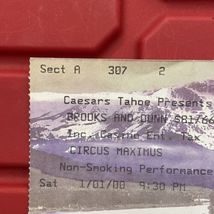 Sect A 307 2
Caesars Tahoe Presents
BROOKS AND DUNN S81/66
Inc. Casino Ent. Tax
CIRCUS MAXIMUS
Non-Smoking Performance
Sat 1/01/00 9:30 PM